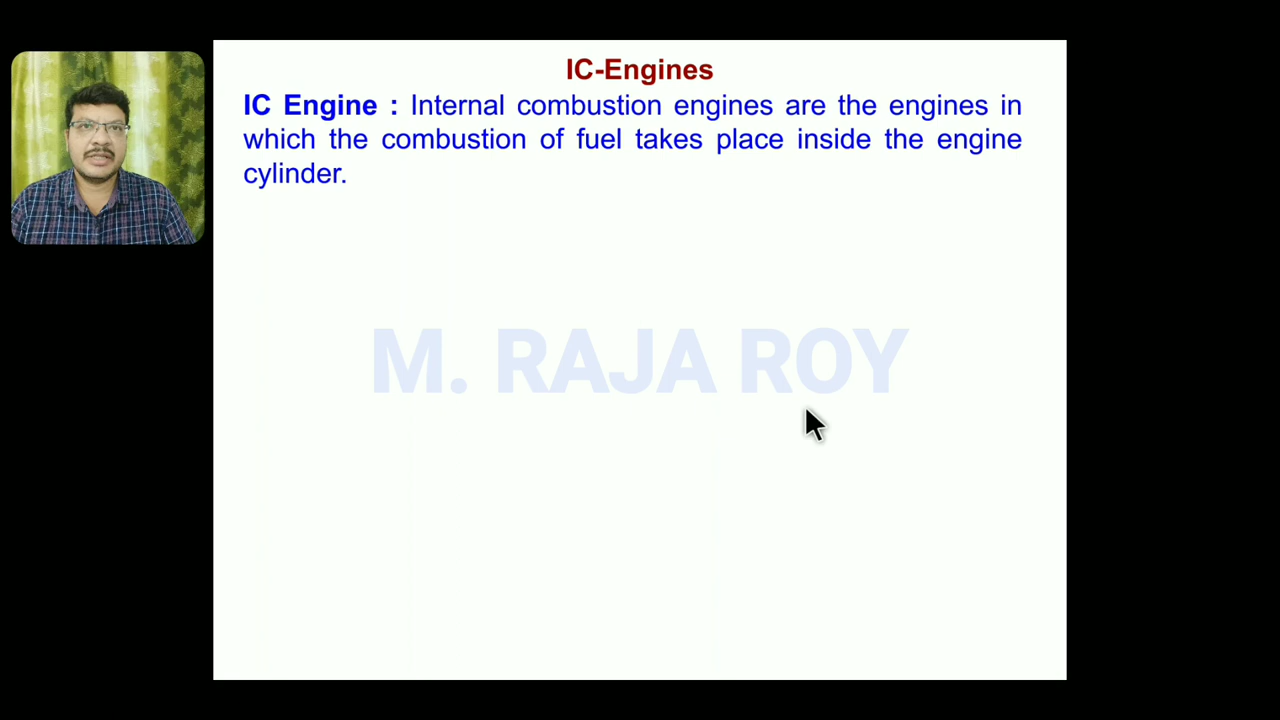 IC-Engines
IC Engine : Internal combustion engines are the engines in
which the combustion of fuel takes place inside the engine
cylinder.
M. RAJA ROY